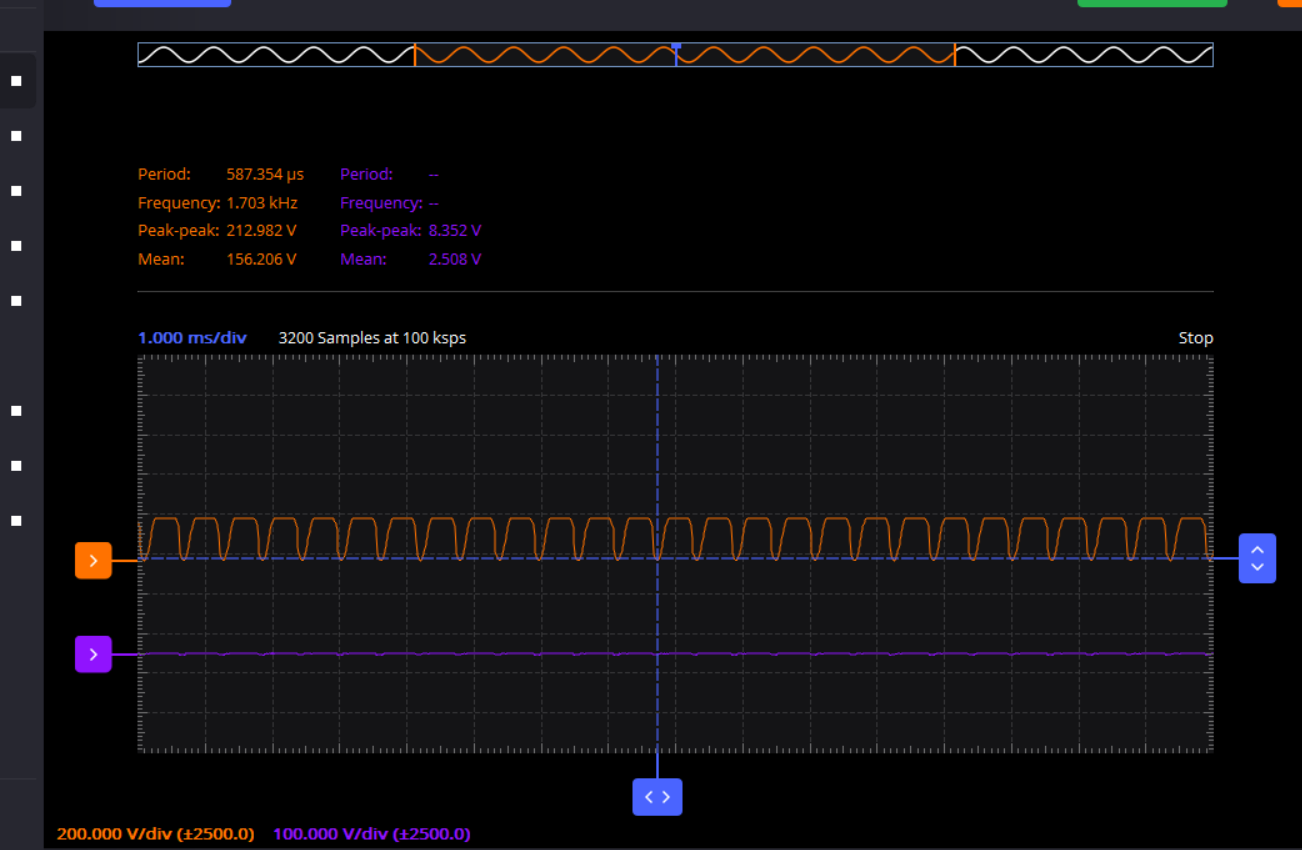 Period: 587.354 µs Period: --
Frequency: 1.703 kHz Frequency: --
Peak-peak: 212.982 V Peak-peak: 8.352 V
Mean: 156.206 V Mean: 2.508 V
1.000 ms/div 3200 Samples at 100 ksps Stop
200.000 V/div (±2500.0) 100.000 V/div (±2500.0)